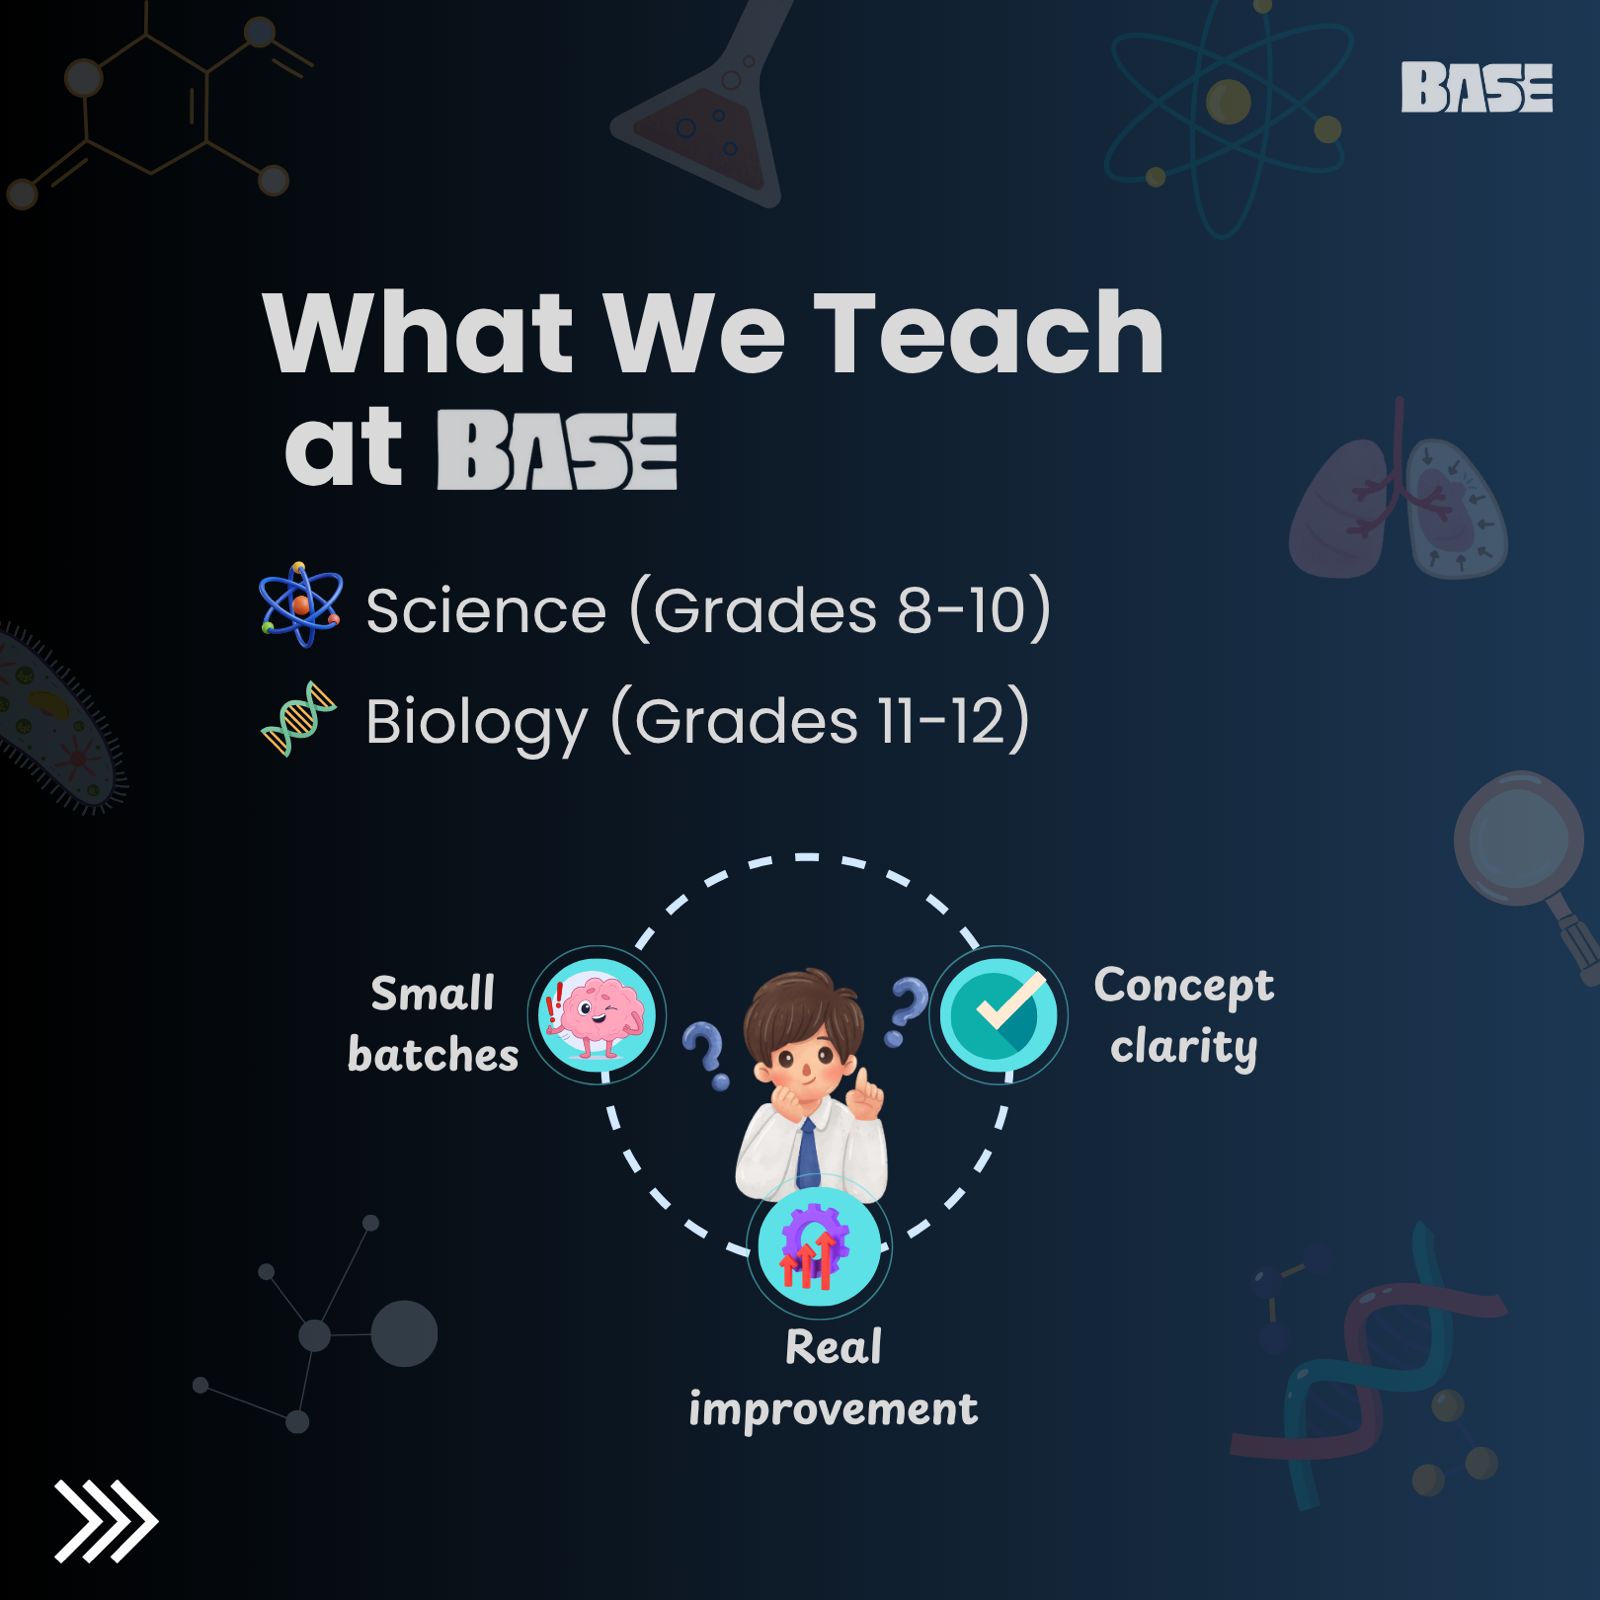 BASE
What We Teach
at BASE
Science (Grades 8-10)
Biology (Grades 11-12)
Small
batches
Concept
clarity
Real
improvement